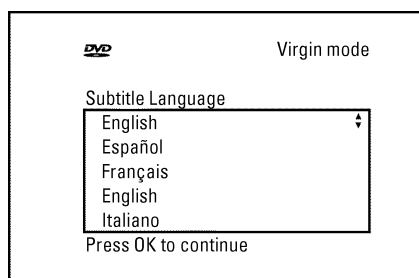 DVD Virgin mode
Subtitle Language
English
Español
Français
English
Italiano
Press OK to continue